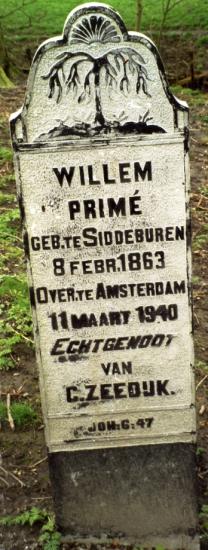 WILLEM
PRIMÉ
GEB. TE SIDDEBUREN
8 FEBR. 1863
OVER. TE AMSTERDAM
11 MAART 1940
ECHTGENOOT
VAN
C. ZEEDIJK.
JOH: 6: 47